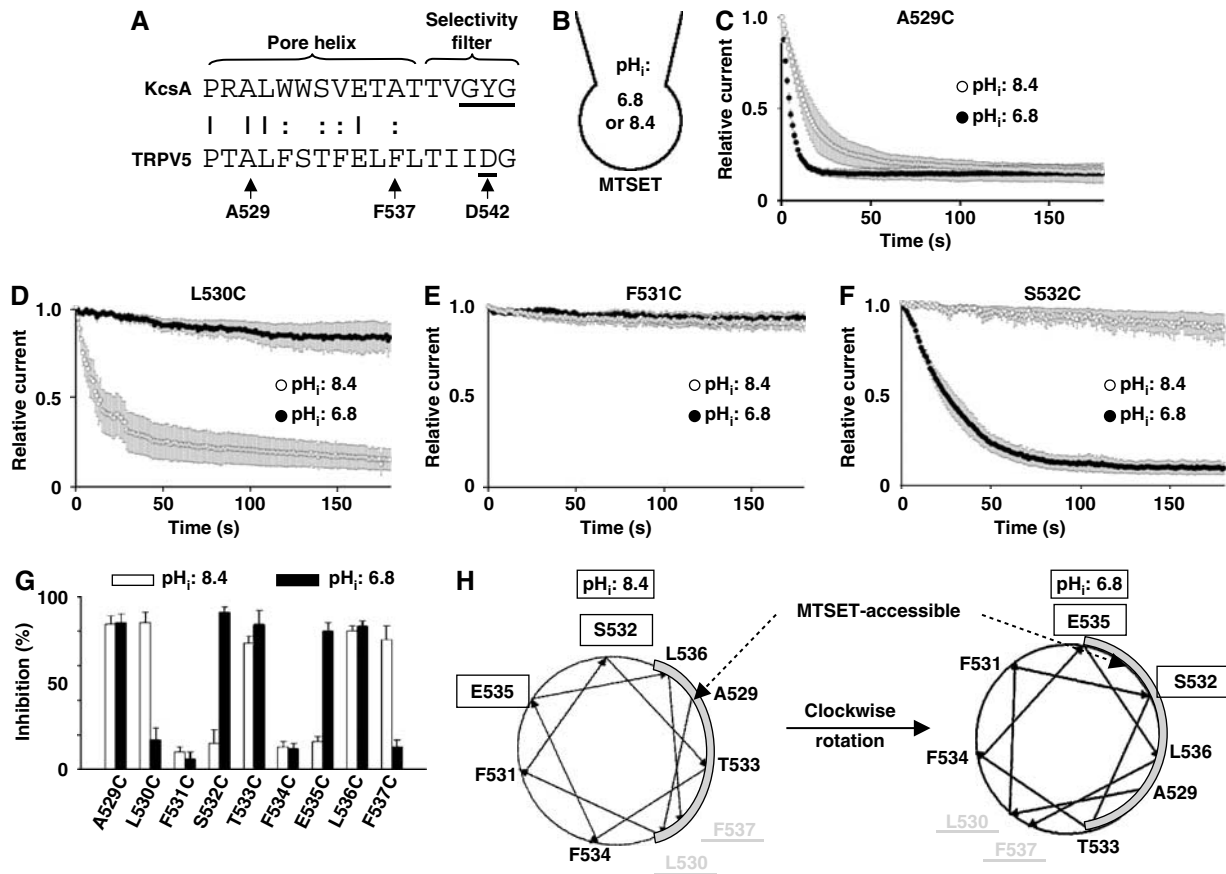 A
Pore helix
Selectivity
filter
KcsA PRALWWSVETATTVGYG
| || : :: | :
TRPV5 PTALFSTFELFLTIIDG
A529 F537 D542
B
pHi:
6.8
or 8.4
MTSET
C
A529C
Relative current
1.0
0.5
0
pHi: 8.4
pHi: 6.8
0 50 100 150
Time (s)
D
L530C
Relative current
1.0
0.5
0
pHi: 8.4
pHi: 6.8
0 50 100 150
Time (s)
E
F531C
Relative current
1.0
0.5
0
pHi: 8.4
pHi: 6.8
0 50 100 150
Time (s)
F
S532C
Relative current
1.0
0.5
0
pHi: 8.4
pHi: 6.8
0 50 100 150
Time (s)
G
pHi: 8.4 pHi: 6.8
Inhibition (%)
100
50
0
A529C L530C F531C S532C T533C F534C E535C L536C F537C
H
pHi: 8.4
S532
L536
E535
A529
F531
T533
F534
F537
L530
MTSET-accessible
Clockwise
rotation
pHi: 6.8
E535
F531
S532
F534
L536
A529
L530
F537
T533